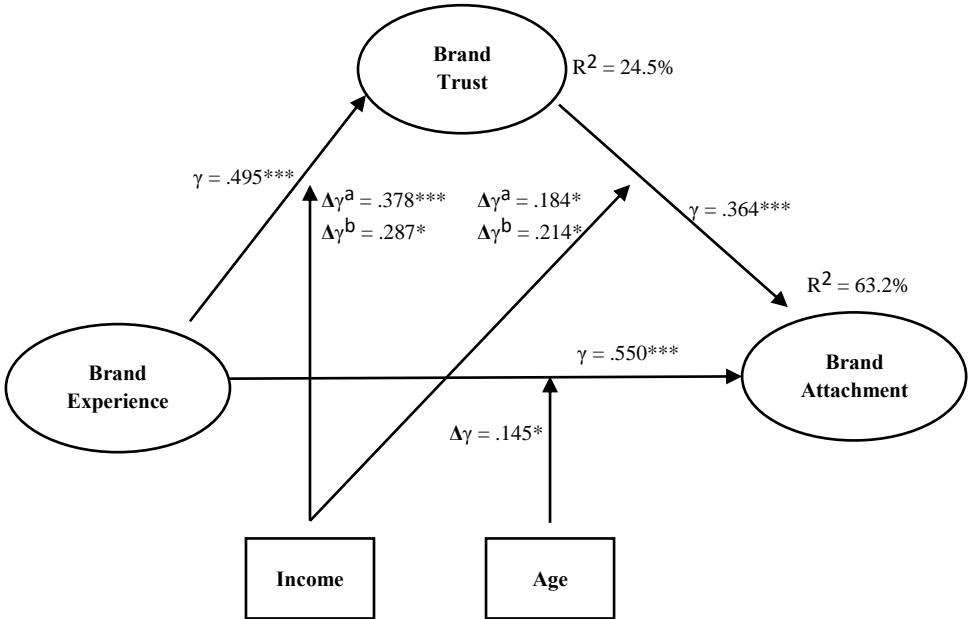 Brand
Trust
R² = 24.5%
γ = .495***
Δγᵃ = .378***
Δγᵇ = .287*
Δγᵃ = .184*
Δγᵇ = .214*
γ = .364***
R² = 63.2%
Brand
Experience
γ = .550***
Brand
Attachment
Δγ = .145*
Income
Age